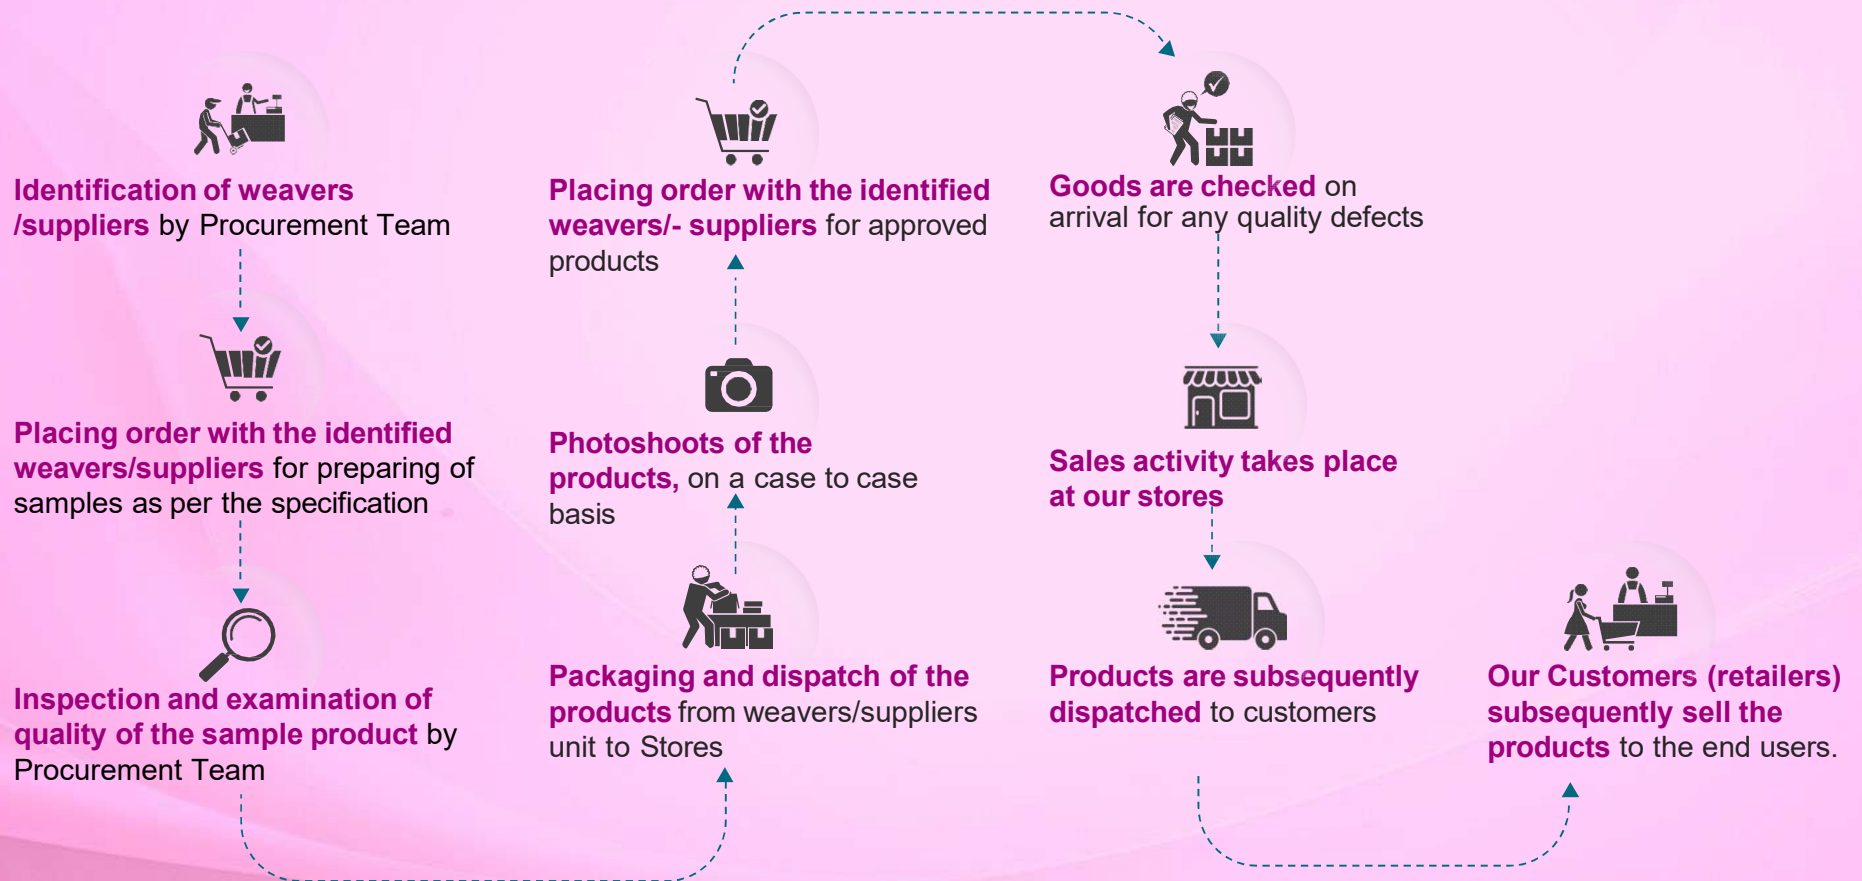 Identification of weavers
/suppliers by Procurement Team
Placing order with the identified
weavers/suppliers for preparing of
samples as per the specification
Inspection and examination of
quality of the sample product by
Procurement Team
Placing order with the identified
weavers/- suppliers for approved
products
Photoshoots of the
products, on a case to case
basis
Packaging and dispatch of the
products from weavers/suppliers
unit to Stores
Goods are checked on
arrival for any quality defects
Sales activity takes place
at our stores
Products are subsequently
dispatched to customers
Our Customers (retailers)
subsequently sell the
products to the end users.